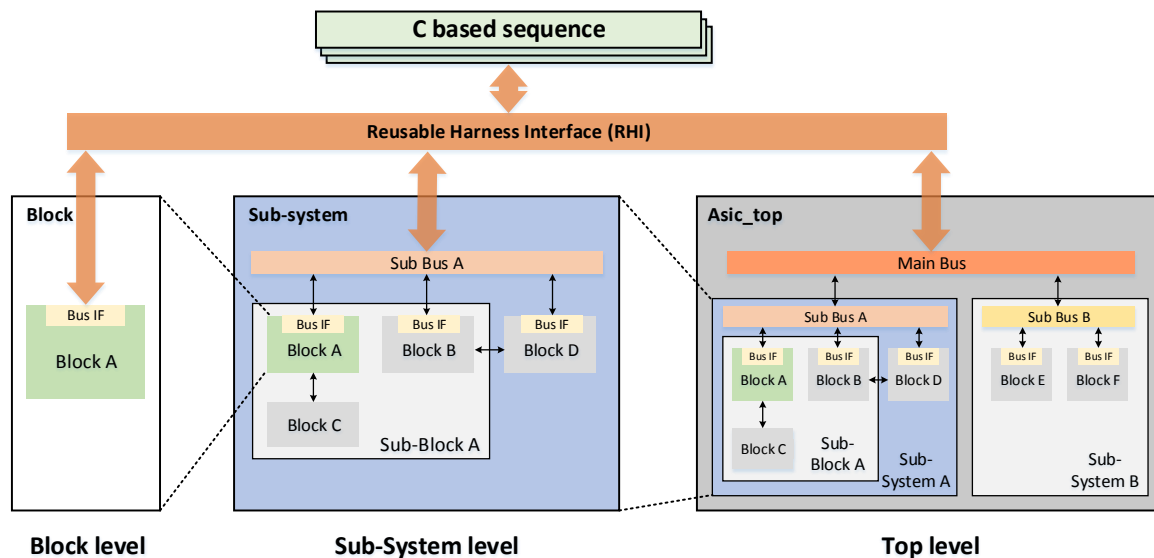 C based sequence
Reusable Harness Interface (RHI)
Block
Bus IF
Block A
Sub-system
Sub Bus A
Bus IF
Block A
Bus IF
Block B
Bus IF
Block D
Block C
Sub-Block A
Asic_top
Main Bus
Sub Bus A
Bus IF
Block A
Bus IF
Block B
Bus IF
Block D
Block C
Sub-
Block A
Sub-
System A
Sub Bus B
Bus IF
Block E
Bus IF
Block F
Sub-
System B
Block level
Sub-System level
Top level